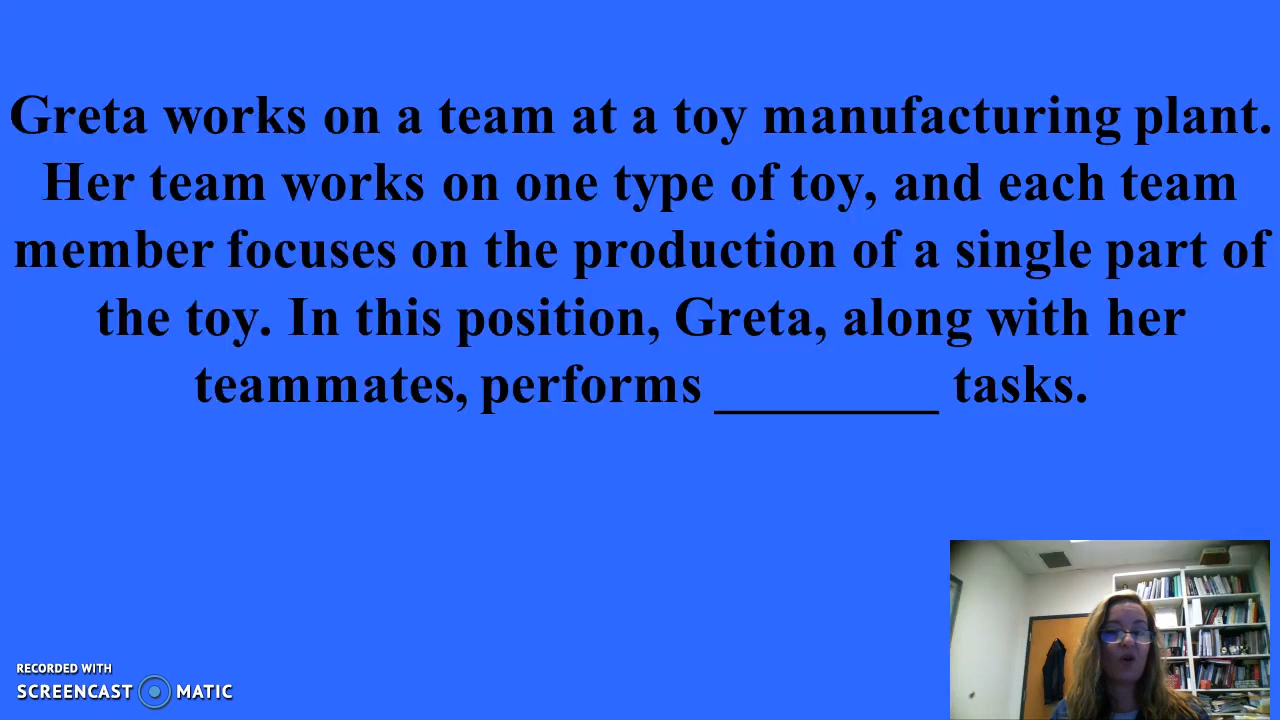 Greta works on a team at a toy manufacturing plant.
Her team works on one type of toy, and each team
member focuses on the production of a single part of
the toy. In this position, Greta, along with her
teammates, performs ________ tasks.
RECORDED WITH
SCREENCAST MATIC